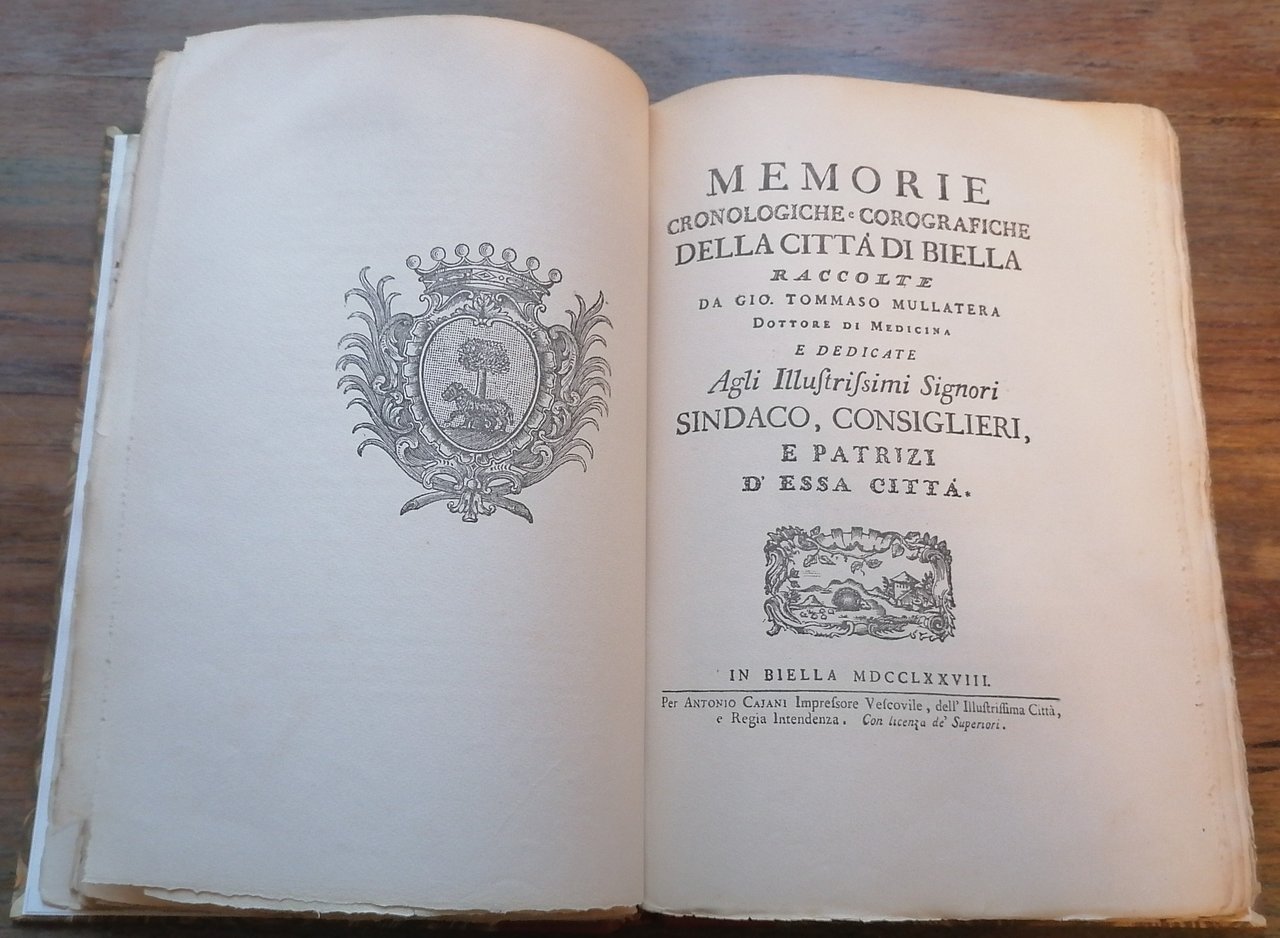 MEMORIE
CRONOLOGICHE e COROGRAFICHE
DELLA CITTÁ DI BIELLA
RACCOLTE
DA GIO. TOMMASO MULLATERA
DOTTORE DI MEDICINA
E DEDICATE
Agli Illuſtriſſimi Signori
SINDACO, CONSIGLIERI,
E PATRIZI
D' ESSA CITTÁ.
IN BIELLA MDCCLXXVIII.
Per ANTONIO CAJANI Impreſſore Veſcovile, dell' Illuſtriſſima Città,
e Regia Intendenza. Con licenza de' Superiori.